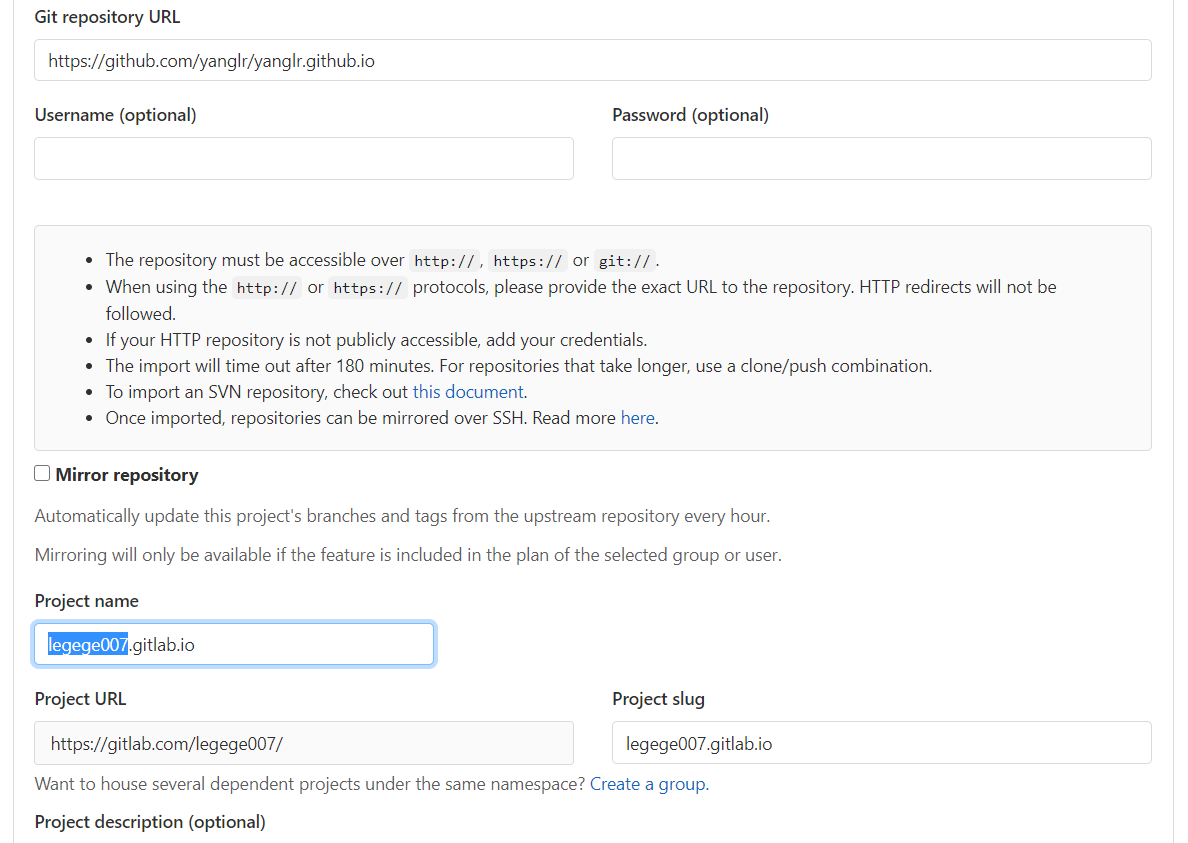 Git repository URL
https://github.com/yanglr/yanglr.github.io
Username (optional)
Password (optional)
The repository must be accessible over http://, https:// or git://.
When using the http:// or https:// protocols, please provide the exact URL to the repository. HTTP redirects will not be
followed.
If your HTTP repository is not publicly accessible, add your credentials.
The import will time out after 180 minutes. For repositories that take longer, use a clone/push combination.
To import an SVN repository, check out this document.
Once imported, repositories can be mirrored over SSH. Read more here.
Mirror repository
Automatically update this project's branches and tags from the upstream repository every hour.
Mirroring will only be available if the feature is included in the plan of the selected group or user.
Project name
legege007.gitlab.io
Project URL
Project slug
https://gitlab.com/legege007/
legege007.gitlab.io
Want to house several dependent projects under the same namespace? Create a group.
Project description (optional)